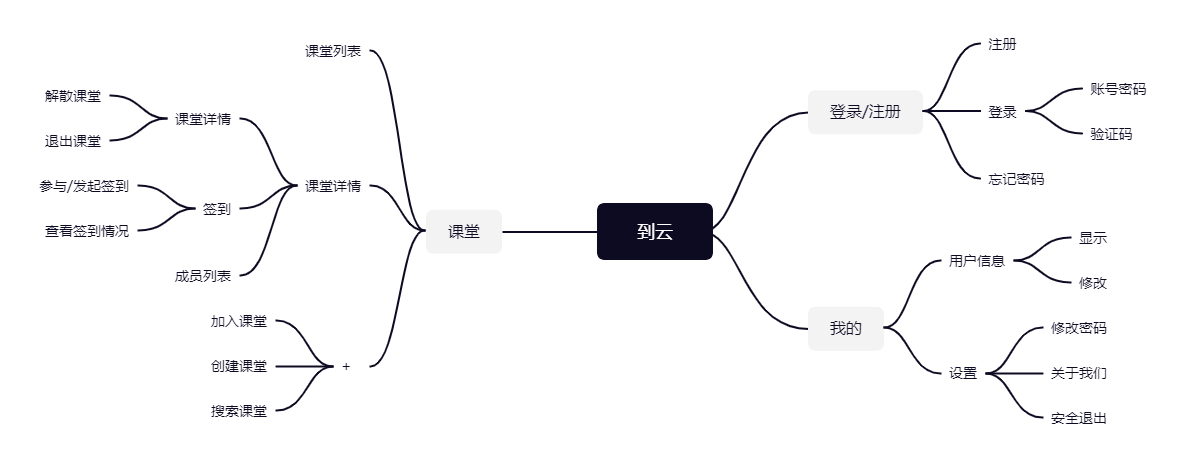 到云
登录/注册
注册
登录
账号密码
验证码
忘记密码
我的
用户信息
显示
修改
设置
修改密码
关于我们
安全退出
课堂
课堂列表
课堂详情
课堂详情
解散课堂
退出课堂
签到
参与/发起签到
查看签到情况
成员列表
+
加入课堂
创建课堂
搜索课堂